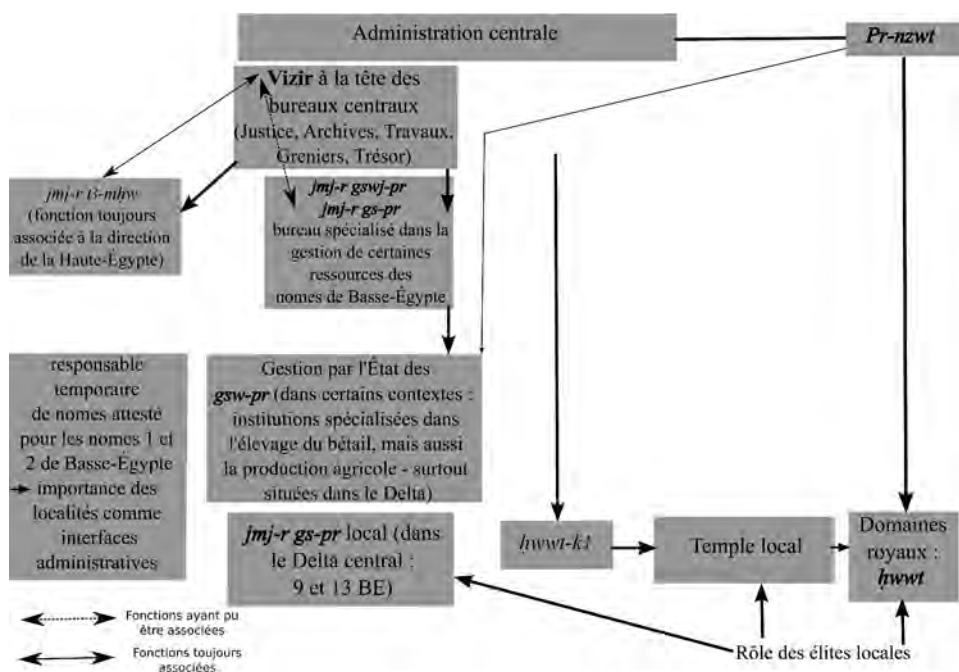 Administration centrale
Pr-nzwt
Vizir à la tête des
bureaux centraux
(Justice, Archives, Travaux,
Greniers, Trésor)
jmj-r t3-mḥw
(fonction toujours
associée à la direction
de la Haute-Égypte)
jmj-r gswj-pr
jmj-r gs-pr
bureau spécialisé dans la
gestion de certaines
ressources des
nomes de Basse-Égypte
responsable
temporaire
de nomes attesté
pour les nomes 1 et
2 de Basse-Égypte
importance des
localités comme
interfaces
administratives
Gestion par l'État des
gsw-pr (dans certains contextes :
institutions spécialisées dans
l'élevage du bétail, mais aussi
la production agricole - surtout
situées dans le Delta)
jmj-r gs-pr local (dans
le Delta central :
9 et 13 BE)
ḥwwt-k3
Temple local
Domaines
royaux :
ḥwwt
Fonctions ayant pu
être associées
Fonctions toujours
associées
Rôle des élites locales